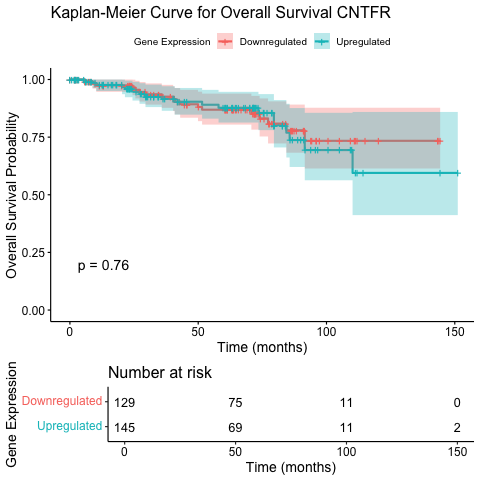 Kaplan-Meier Curve for Overall Survival CNTFR
Gene Expression Downregulated Upregulated
Overall Survival Probability
1.00
0.75
0.50
0.25
0.00
p = 0.76
0 50 100 150
Time (months)
Number at risk
Gene Expression
Downregulated 129 75 11 0
Upregulated 145 69 11 2
0 50 100 150
Time (months)